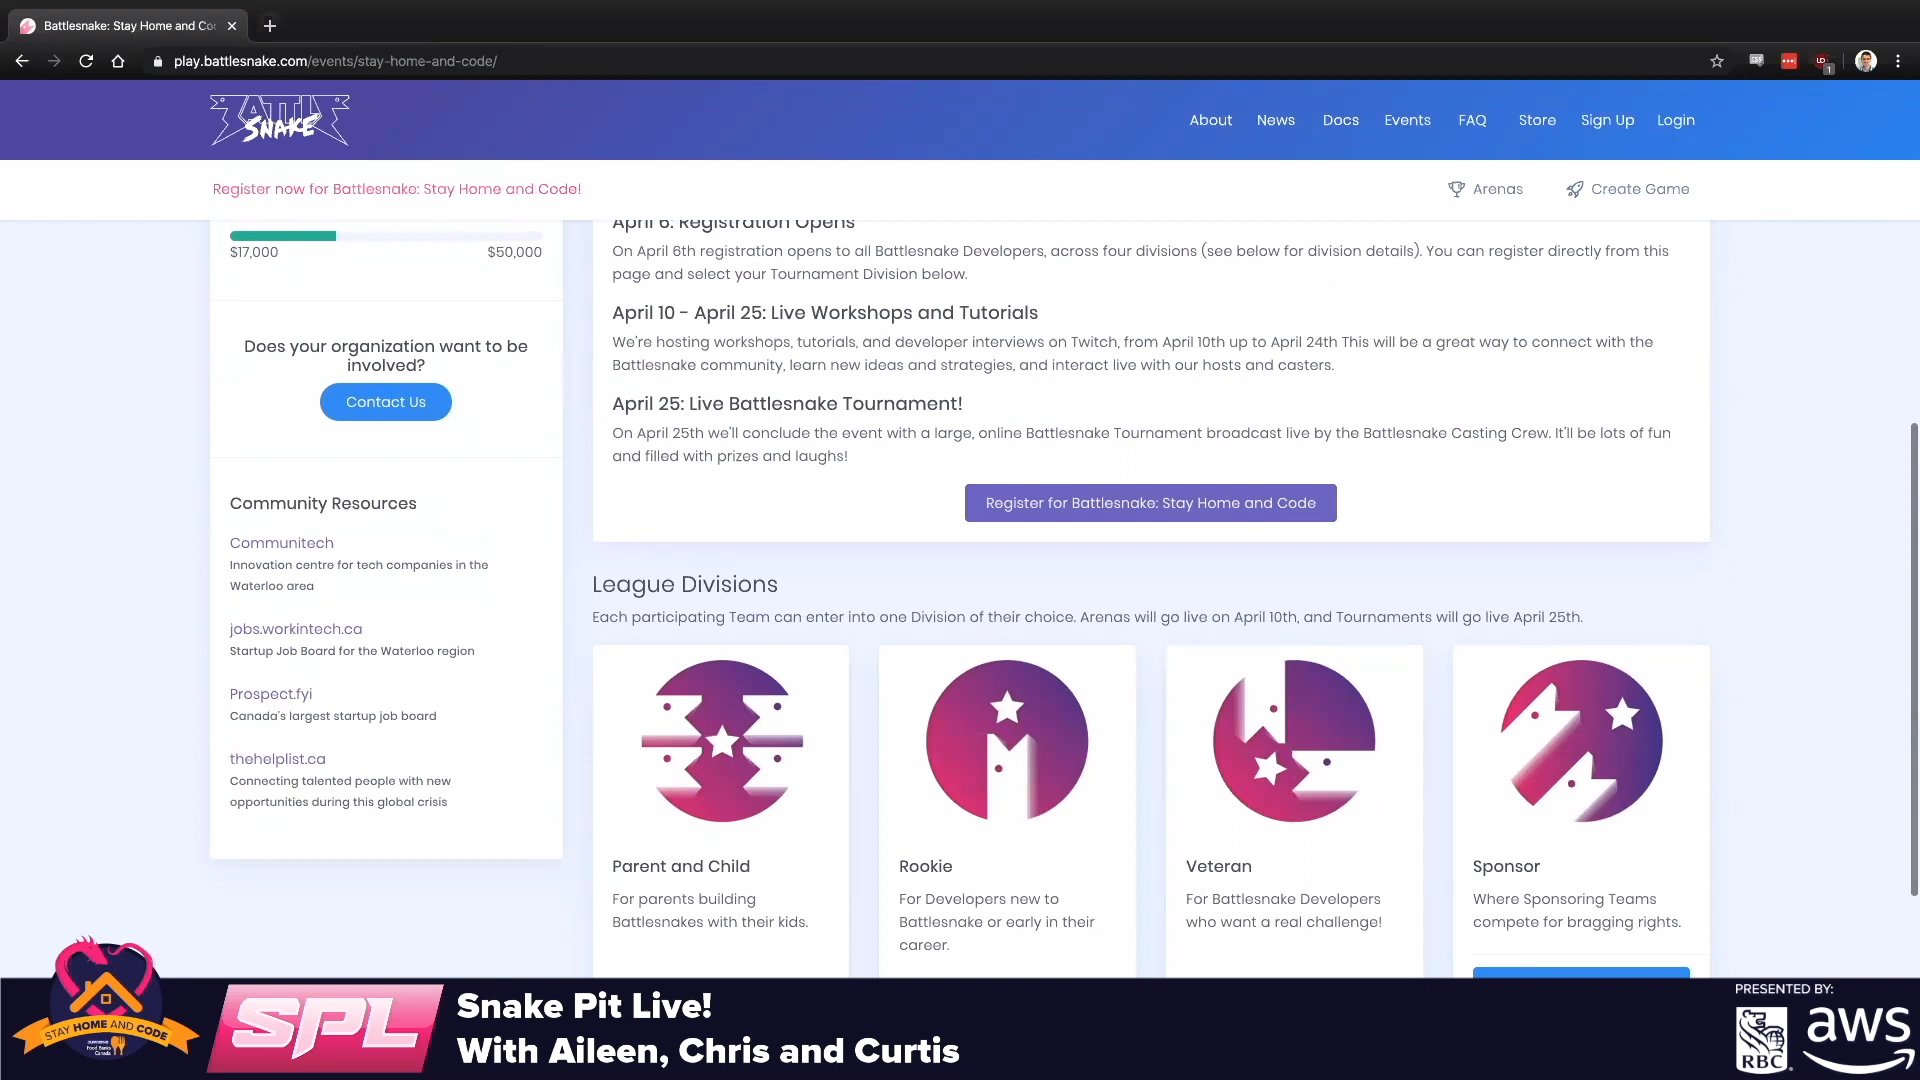 Battlesnake: Stay Home and Co
play.battlesnake.com/events/stay-home-and-code/
1
BATTLE
SNAKE
About
News
Docs
Events
FAQ
Store
Sign Up
Login
Register now for Battlesnake: Stay Home and Code!
Arenas
Create Game
$17,000
$50,000
Does your organization want to be
involved?
Contact Us
Community Resources
Communitech
Innovation centre for tech companies in the
Waterloo area
jobs.workintech.ca
Startup Job Board for the Waterloo region
Prospect.fyi
Canada's largest startup job board
thehelplist.ca
Connecting talented people with new
opportunities during this global crisis
April 6: Registration Opens
On April 6th registration opens to all Battlesnake Developers, across four divisions (see below for division details). You can register directly from this
page and select your Tournament Division below.
April 10 - April 25: Live Workshops and Tutorials
We're hosting workshops, tutorials, and developer interviews on Twitch, from April 10th up to April 24th This will be a great way to connect with the
Battlesnake community, learn new ideas and strategies, and interact live with our hosts and casters.
April 25: Live Battlesnake Tournament!
On April 25th we'll conclude the event with a large, online Battlesnake Tournament broadcast live by the Battlesnake Casting Crew. It'll be lots of fun
and filled with prizes and laughs!
Register for Battlesnake: Stay Home and Code
League Divisions
Each participating Team can enter into one Division of their choice. Arenas will go live on April 10th, and Tournaments will go live April 25th.
Parent and Child
For parents building
Battlesnakes with their kids.
Rookie
For Developers new to
Battlesnake or early in their
career.
Veteran
For Battlesnake Developers
who want a real challenge!
Sponsor
Where Sponsoring Teams
compete for bragging rights.
STAY HOME AND CODE
SUPPORTING
Food Banks
Canada
SPL
Snake Pit Live!
With Aileen, Chris and Curtis
PRESENTED BY:
RBC
aws